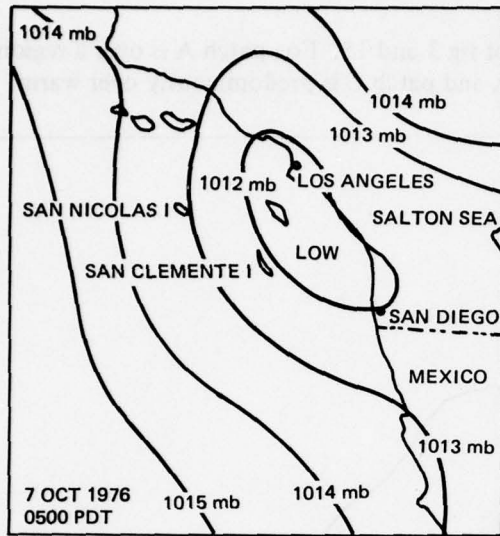 1014 mb
1014 mb
1013 mb
1012 mb
LOS ANGELES
SAN NICOLAS I
SALTON SEA
LOW
SAN CLEMENTE I
SAN DIEGO
MEXICO
1013 mb
7 OCT 1976
0500 PDT
1015 mb
1014 mb